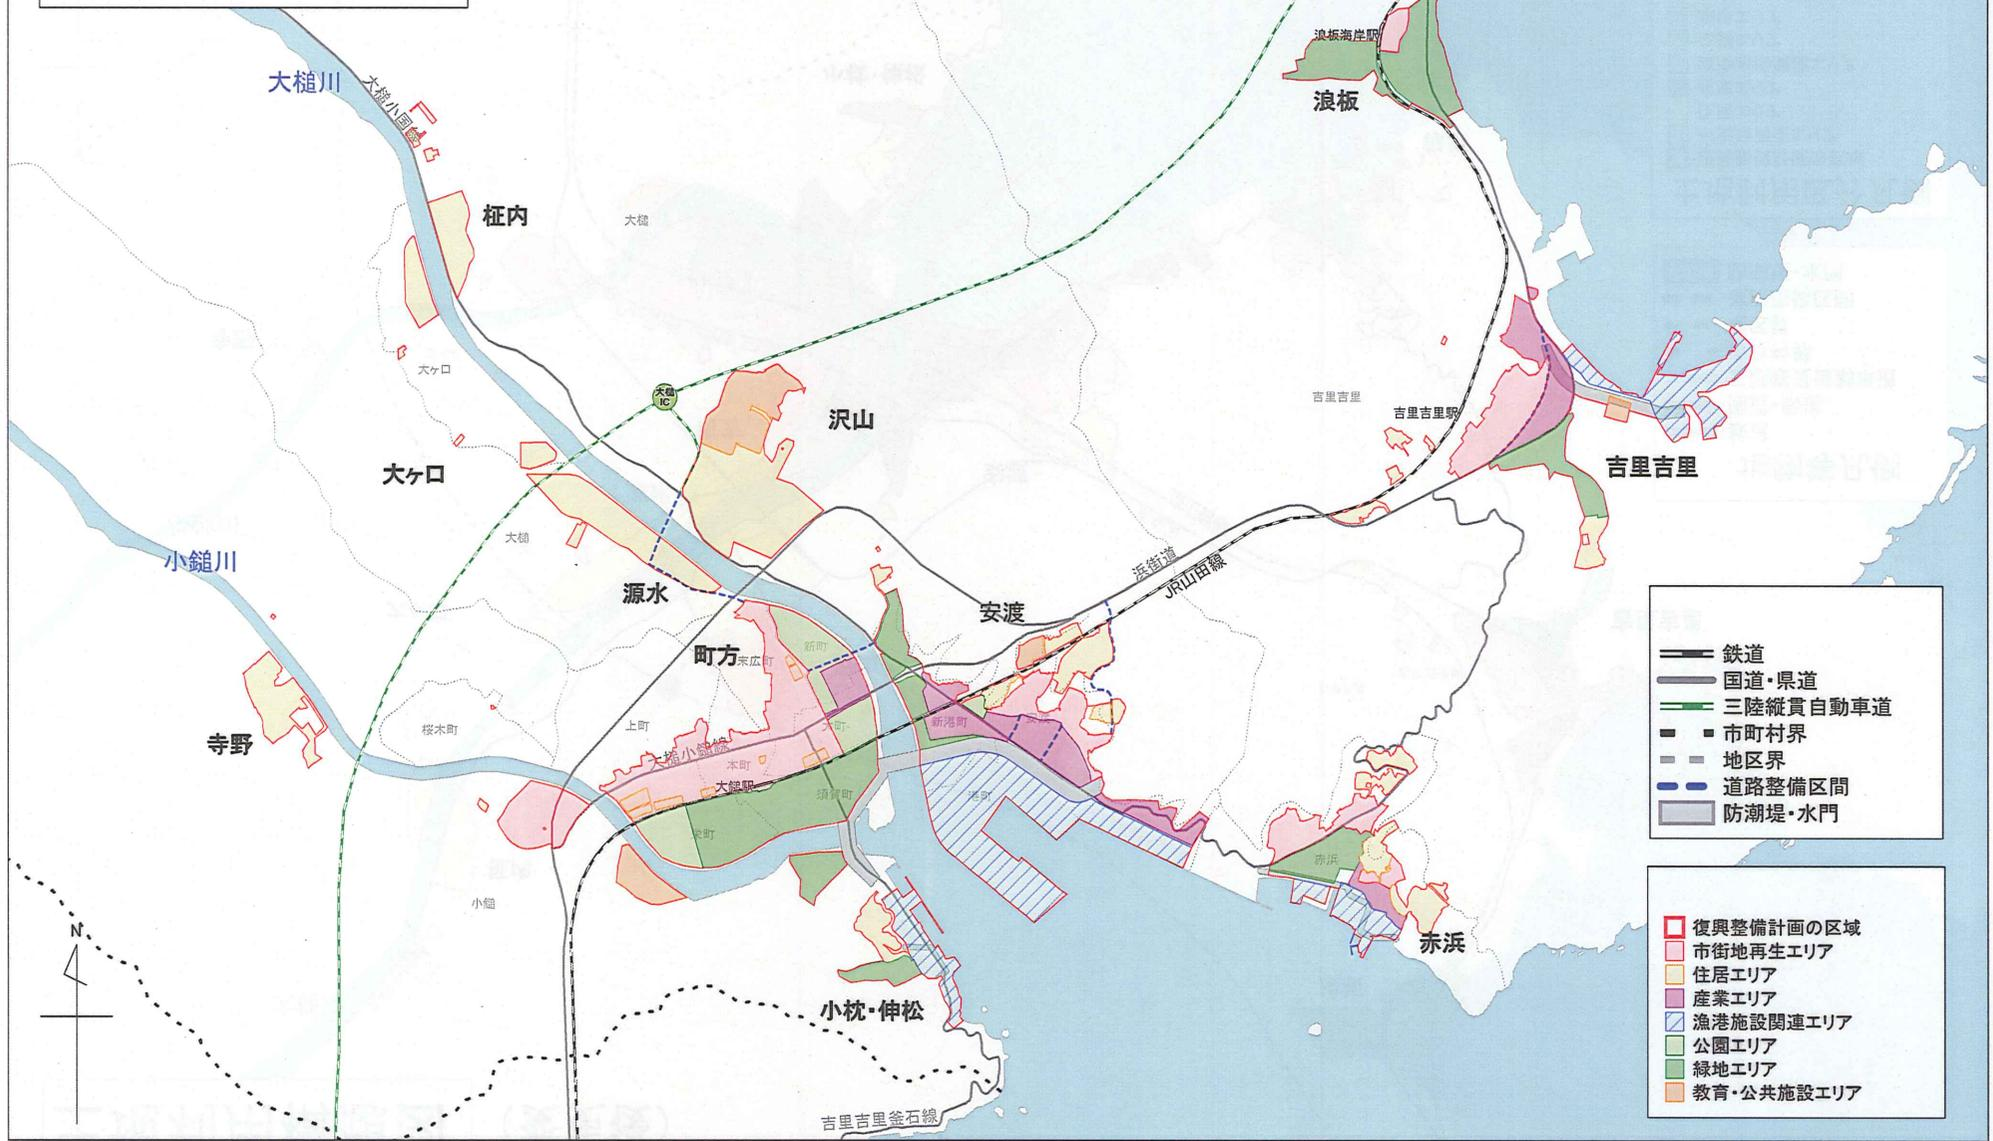 浪板海岸駅
大槌川
大槌小国線
浪板
柾内
大槌
大ヶ口
大槌
IC
沢山
吉里吉里
吉里吉里駅
大ヶ口
吉里吉里
大槌
小鎚川
浜街道
JR山田線
源水
安渡
新町
町方
末広町
寺野
桜木町
上町
大町
新港町
安渡
大槌小鎚線
本町
大鎚駅
須賀町
港町
栄町
赤浜
小鎚
赤浜
N
小枕・伸松
吉里吉里釜石線
鉄道
国道・県道
三陸縦貫自動車道
市町村界
地区界
道路整備区間
防潮堤・水門
復興整備計画の区域
市街地再生エリア
住居エリア
産業エリア
漁港施設関連エリア
公園エリア
緑地エリア
教育・公共施設エリア